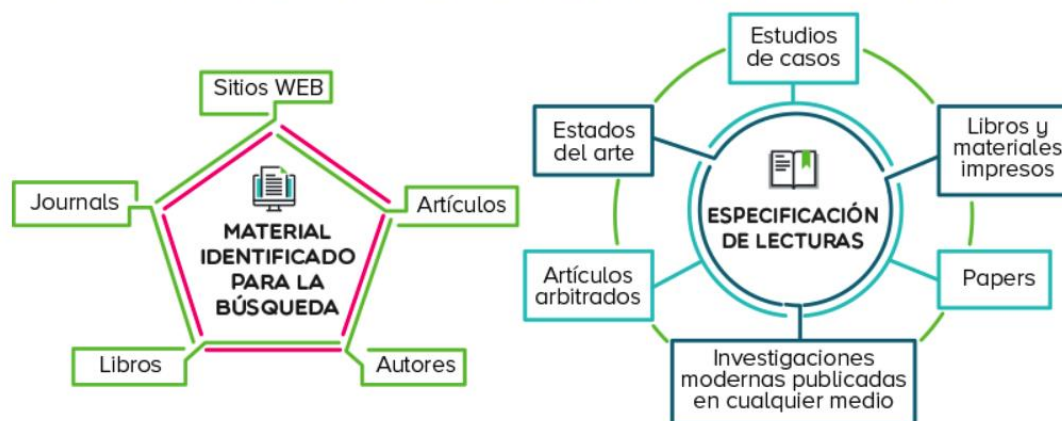 Sitios WEB
Journals
Artículos
MATERIAL
IDENTIFICADO
PARA LA
BÚSQUEDA
Libros
Autores
Estudios
de casos
Estados
del arte
Libros y
materiales
impresos
ESPECIFICACIÓN
DE LECTURAS
Artículos
arbitrados
Papers
Investigaciones
modernas publicadas
en cualquier medio